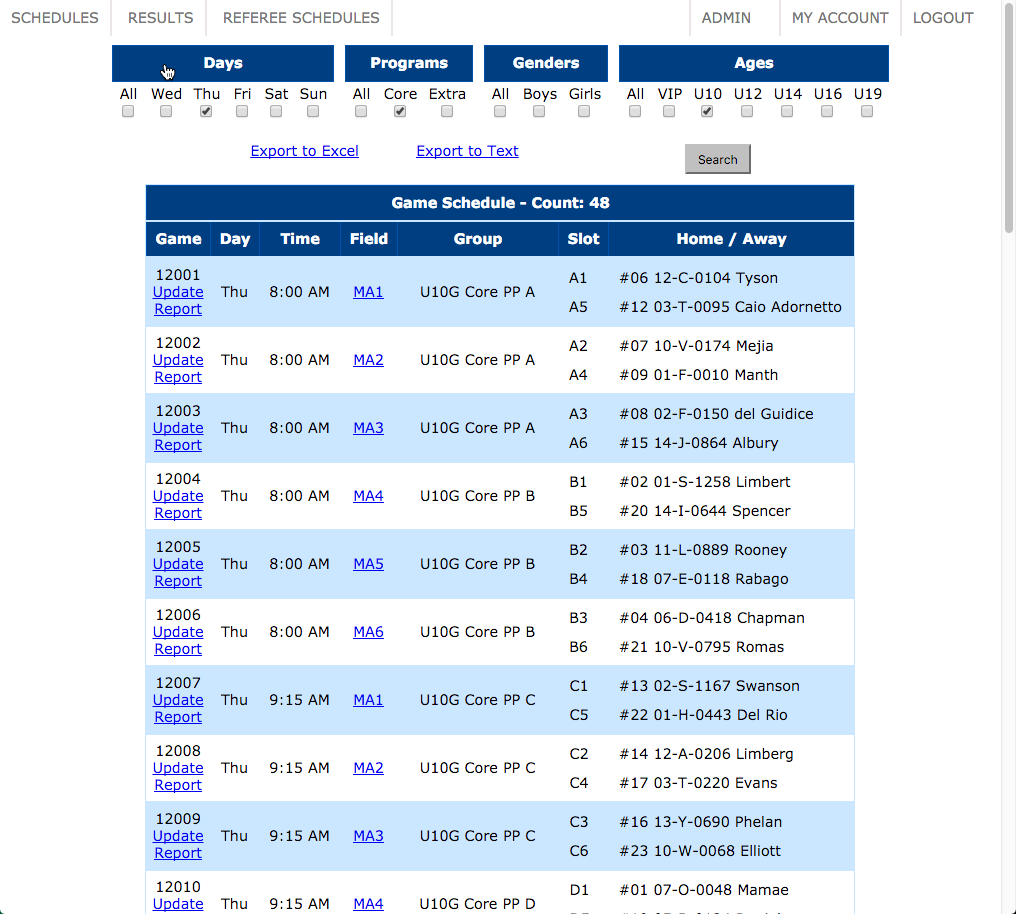 SCHEDULES RESULTS REFEREE SCHEDULES ADMIN MY ACCOUNT LOGOUT
Days Programs Genders Ages
All Wed Thu Fri Sat Sun All Core Extra All Boys Girls All VIP U10 U12 U14 U16 U19
Export to Excel Export to Text Search
Game Schedule - Count: 48
Game Day Time Field Group Slot Home / Away
12001
Update
Report
Thu 8:00 AM MA1 U10G Core PP A
A1 #06 12-C-0104 Tyson
A5 #12 03-T-0095 Caio Adornetto
12002
Update
Report
Thu 8:00 AM MA2 U10G Core PP A
A2 #07 10-V-0174 Mejia
A4 #09 01-F-0010 Manth
12003
Update
Report
Thu 8:00 AM MA3 U10G Core PP A
A3 #08 02-F-0150 del Guidice
A6 #15 14-J-0864 Albury
12004
Update
Report
Thu 8:00 AM MA4 U10G Core PP B
B1 #02 01-S-1258 Limbert
B5 #20 14-I-0644 Spencer
12005
Update
Report
Thu 8:00 AM MA5 U10G Core PP B
B2 #03 11-L-0889 Rooney
B4 #18 07-E-0118 Rabago
12006
Update
Report
Thu 8:00 AM MA6 U10G Core PP B
B3 #04 06-D-0418 Chapman
B6 #21 10-V-0795 Romas
12007
Update
Report
Thu 9:15 AM MA1 U10G Core PP C
C1 #13 02-S-1167 Swanson
C5 #22 01-H-0443 Del Rio
12008
Update
Report
Thu 9:15 AM MA2 U10G Core PP C
C2 #14 12-A-0206 Limberg
C4 #17 03-T-0220 Evans
12009
Update
Report
Thu 9:15 AM MA3 U10G Core PP C
C3 #16 13-Y-0690 Phelan
C6 #23 10-W-0068 Elliott
12010
Update
Thu 9:15 AM MA4 U10G Core PP D
D1 #01 07-O-0048 Mamae